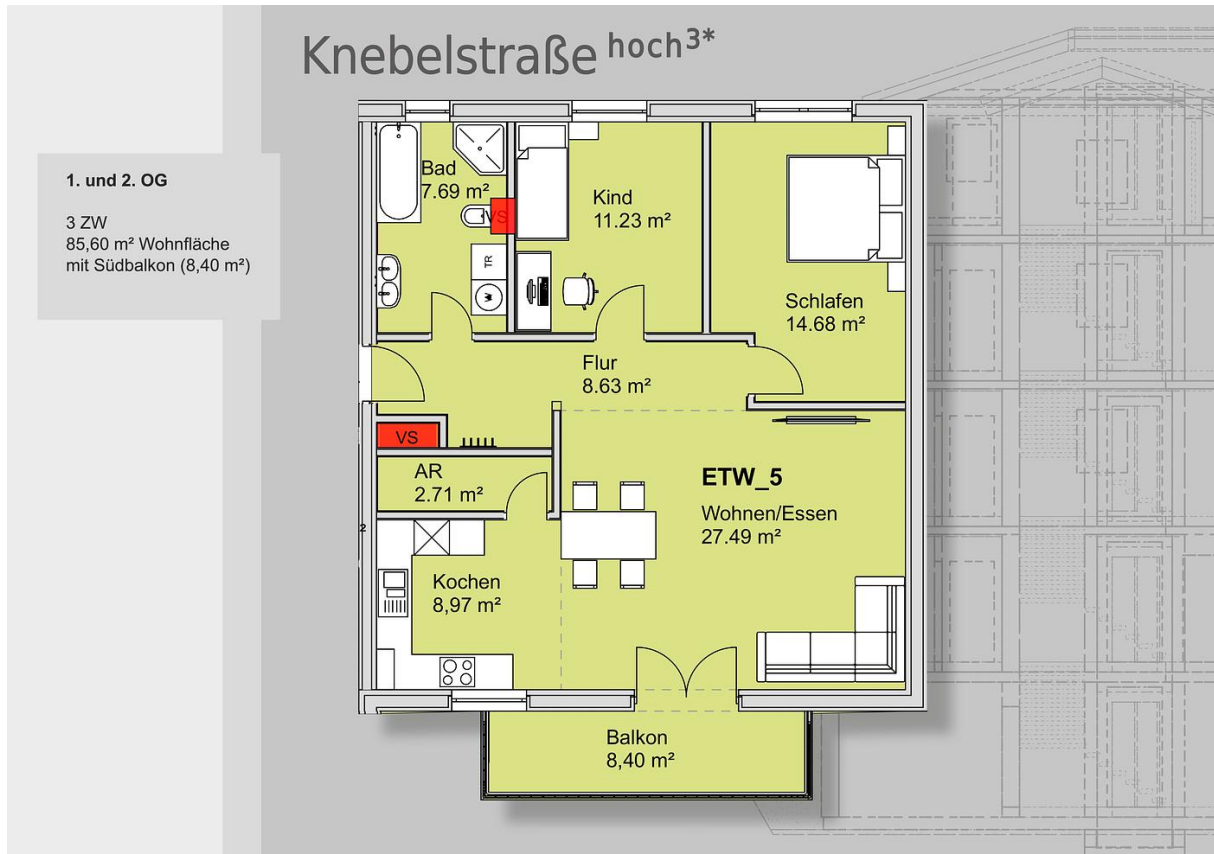 Knebelstraße hoch3*
1. und 2. OG
3 ZW
85,60 m² Wohnfläche
mit Südbalkon (8,40 m²)
Bad
7.69 m²
VS
TR
W
Kind
11.23 m²
Schlafen
14.68 m²
Flur
8.63 m²
VS
AR
2.71 m²
ETW_5
Wohnen/Essen
27.49 m²
2
Kochen
8,97 m²
Balkon
8,40 m²